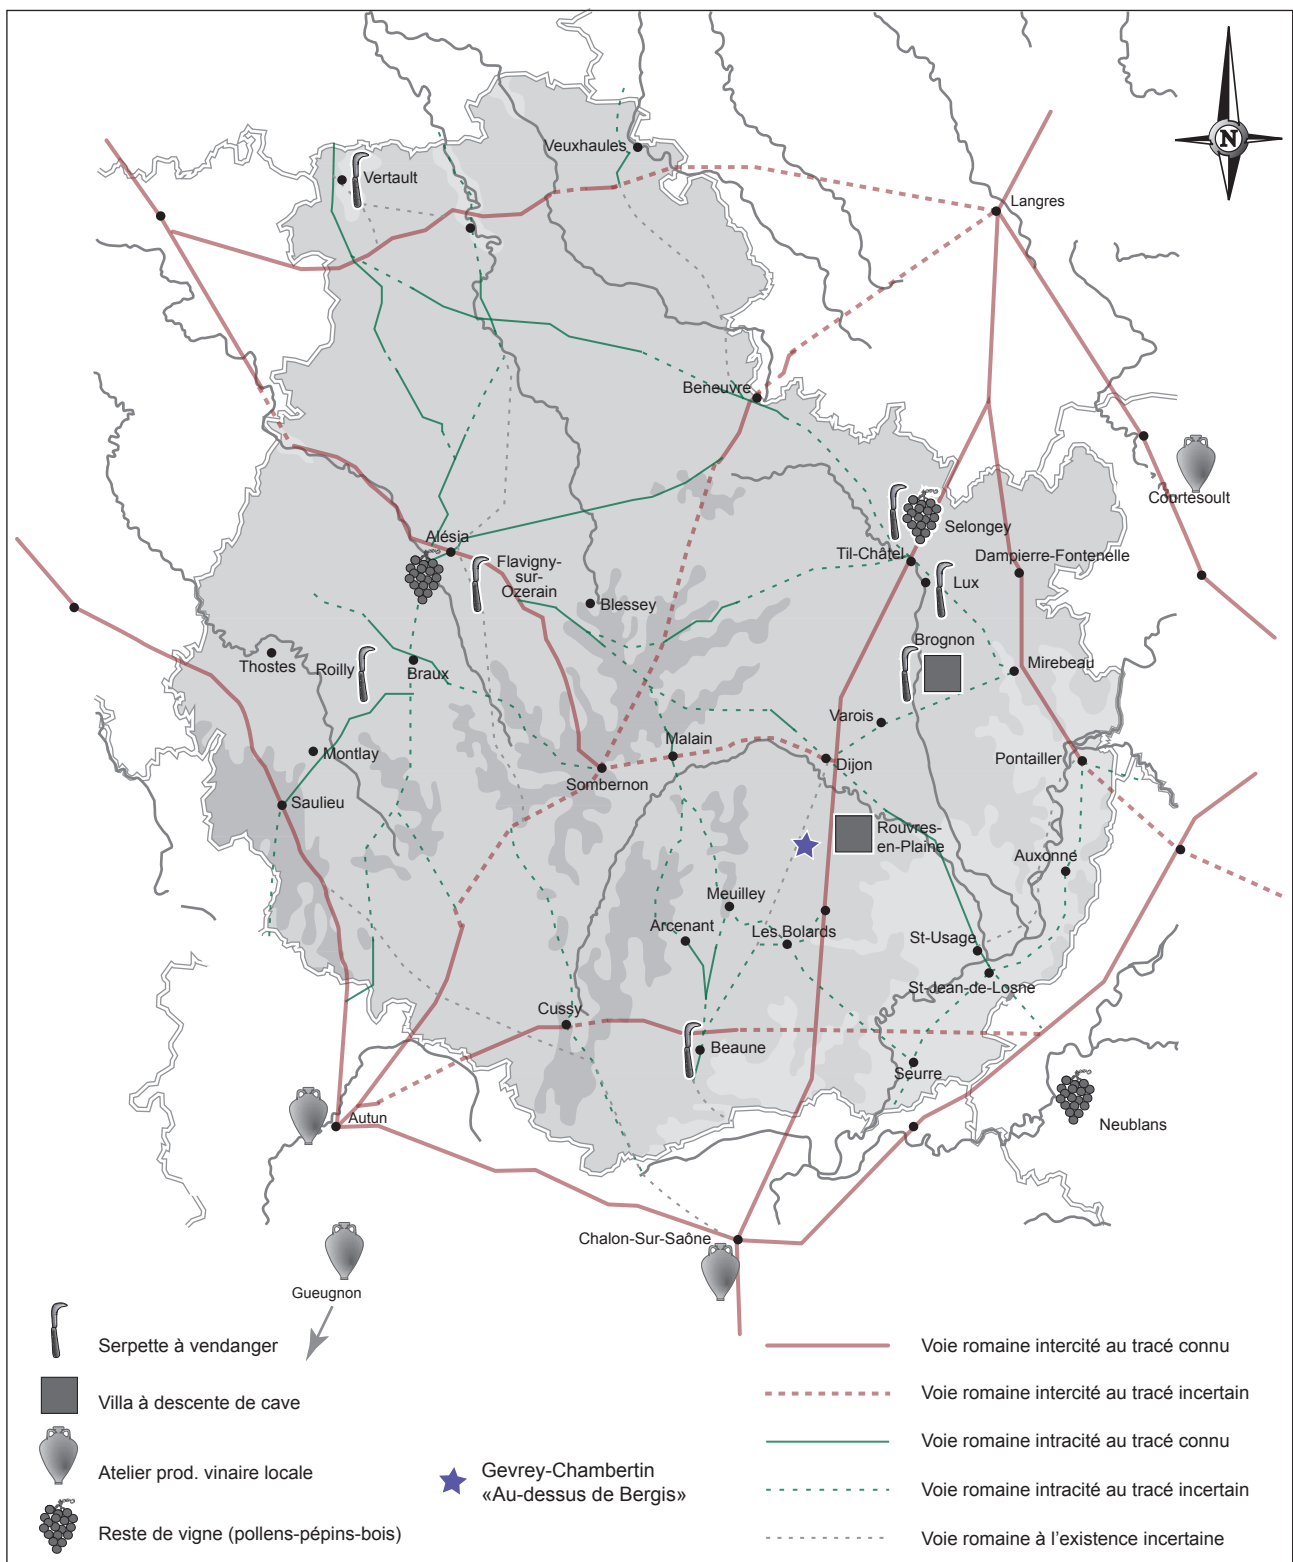 N
Veuxhaules
Vertault
Langres
Beneuvre
Courtesoult
Selongey
Alésia
Til-Châtel
Dampierre-Fontenelle
Flavigny-
sur-
Ozerain
Lux
Blessey
Brognon
Thostes
Roilly
Braux
Mirebeau
Varois
Malain
Montlay
Dijon
Pontailler
Sombernon
Saulieu
Rouvres-
en-Plaine
Auxonne
Meuilley
Arcenant
Les Bolards
St-Usage
St-Jean-de-Losne
Cussy
Beaune
Seurre
Autun
Neublans
Chalon-Sur-Saône
Gueugnon
Serpette à vendanger
Villa à descente de cave
Atelier prod. vinaire locale
Reste de vigne (pollens-pépins-bois)
Gevrey-Chambertin
«Au-dessus de Bergis»
Voie romaine intercité au tracé connu
Voie romaine intercité au tracé incertain
Voie romaine intracité au tracé connu
Voie romaine intracité au tracé incertain
Voie romaine à l'existence incertaine